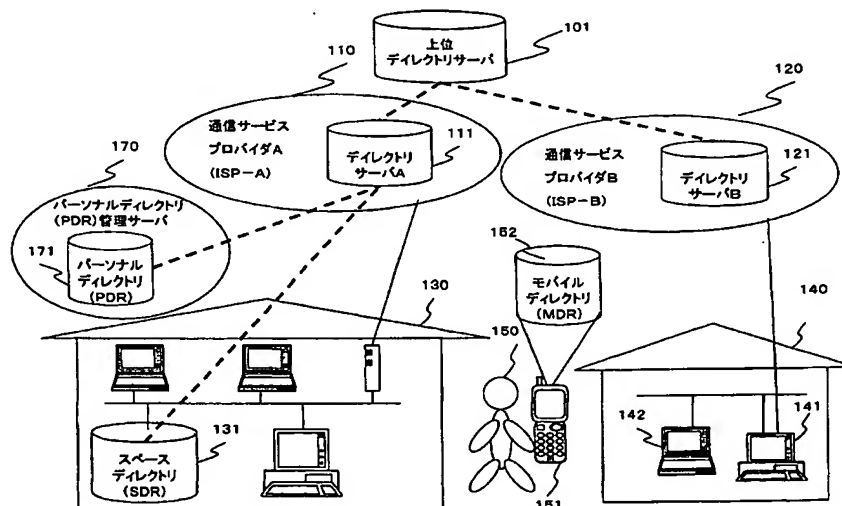 101
上位
ディレクトリサーバ
110
120
通信サービス
プロバイダA
(ISP-A)
111
ディレクトリ
サーバA
通信サービス
プロバイダB
(ISP-B)
121
ディレクトリ
サーバB
170
パーソナルディレクトリ
(PDR)管理サーバ
171
パーソナル
ディレクトリ
(PDR)
152
モバイル
ディレクトリ
(MDR)
130
140
150
131
スペース
ディレクトリ
(SDR)
151
142
141